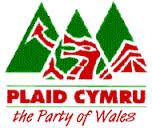 PLAID CYMRU
the Party of Wales